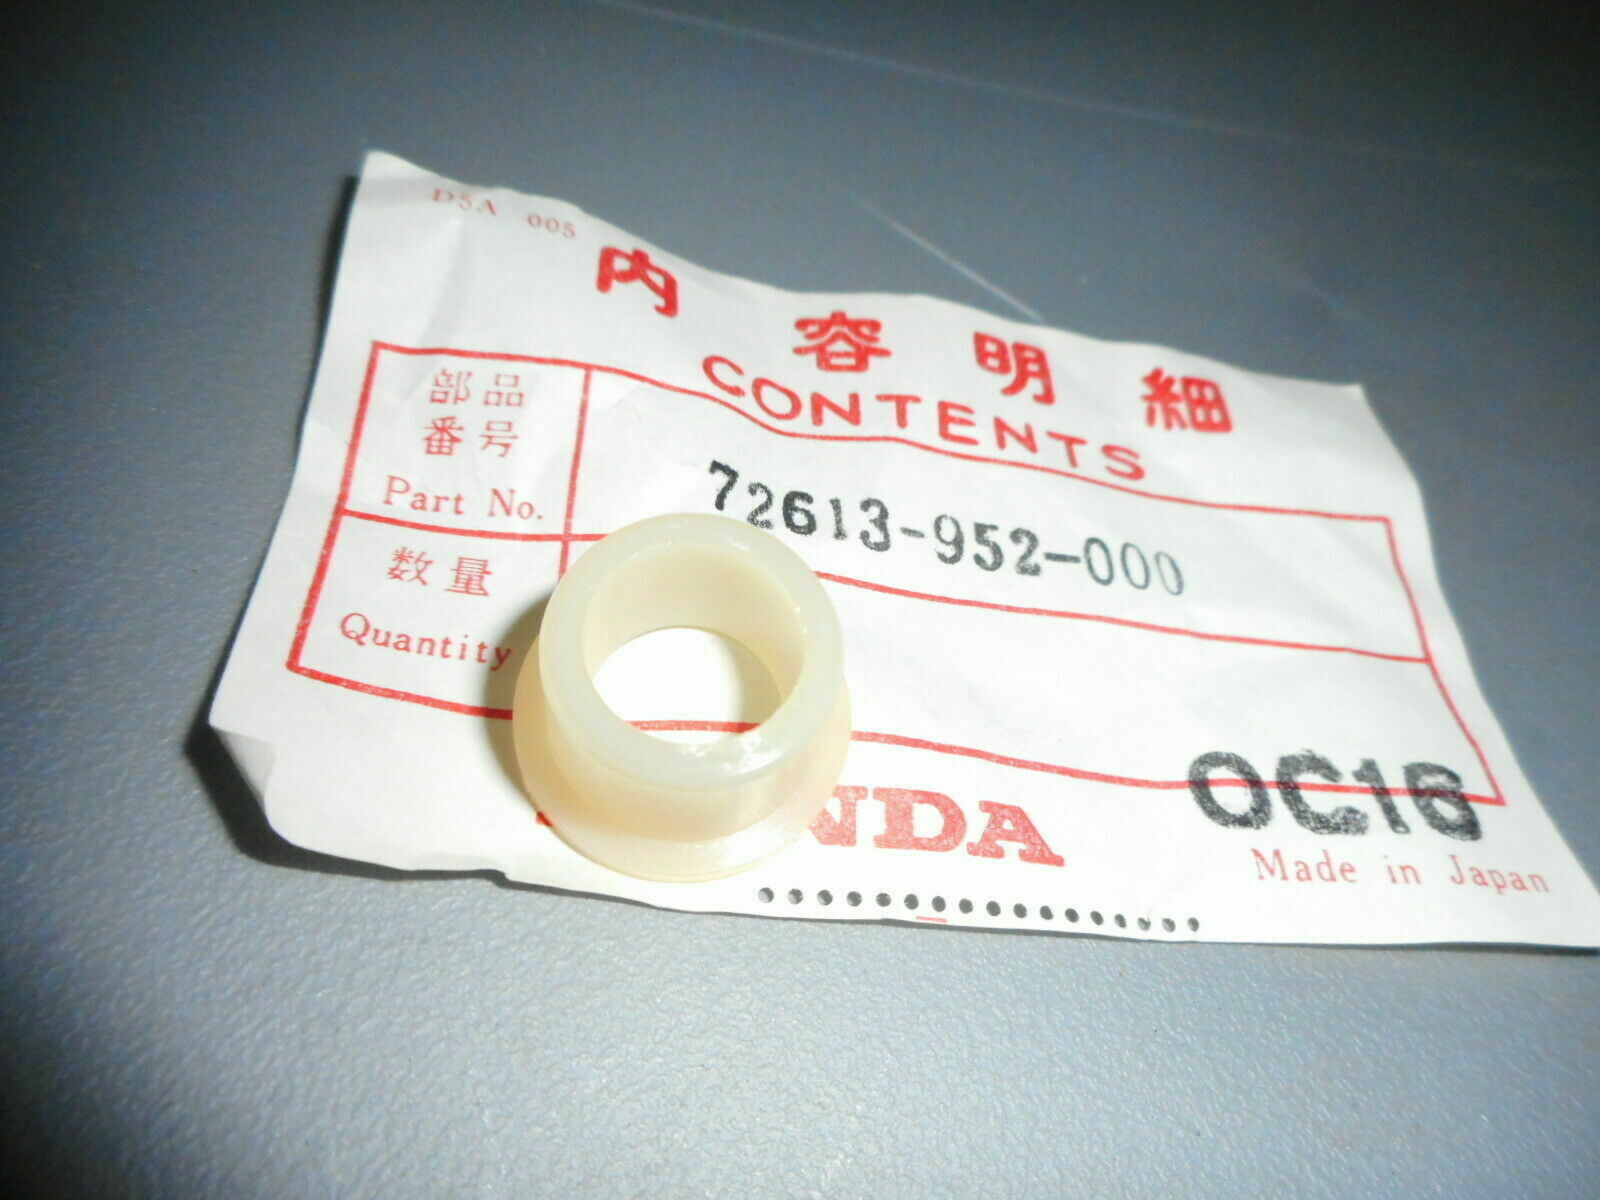 D5A 005
内容明細
CONTENTS
部品
番号
Part No.
72613-952-000
数量
Quantity
NDA
OC16
Made in Japan